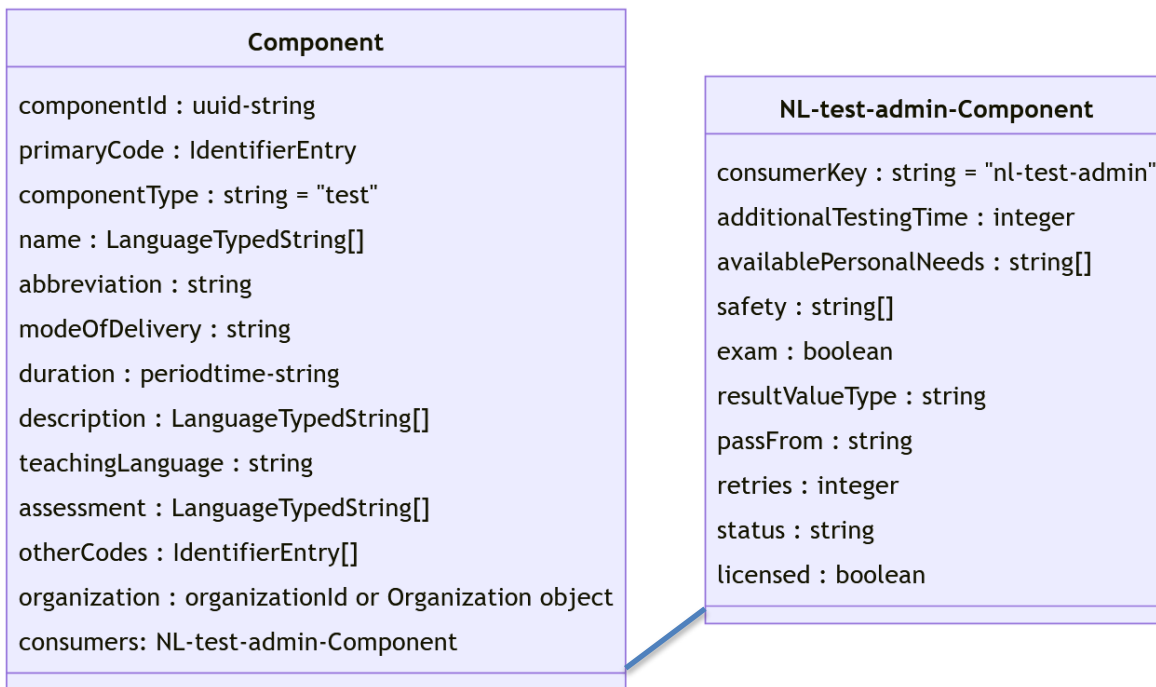 Component
componentId : uuid-string
primaryCode : IdentifierEntry
componentType : string = "test"
name : LanguageTypedString[]
abbreviation : string
modeOfDelivery : string
duration : periodtime-string
description : LanguageTypedString[]
teachingLanguage : string
assessment : LanguageTypedString[]
otherCodes : IdentifierEntry[]
organization : organizationId or Organization object
consumers: NL-test-admin-Component
NL-test-admin-Component
consumerKey : string = "nl-test-admin"
additionalTestingTime : integer
availablePersonalNeeds : string[]
safety : string[]
exam : boolean
resultValueType : string
passFrom : string
retries : integer
status : string
licensed : boolean